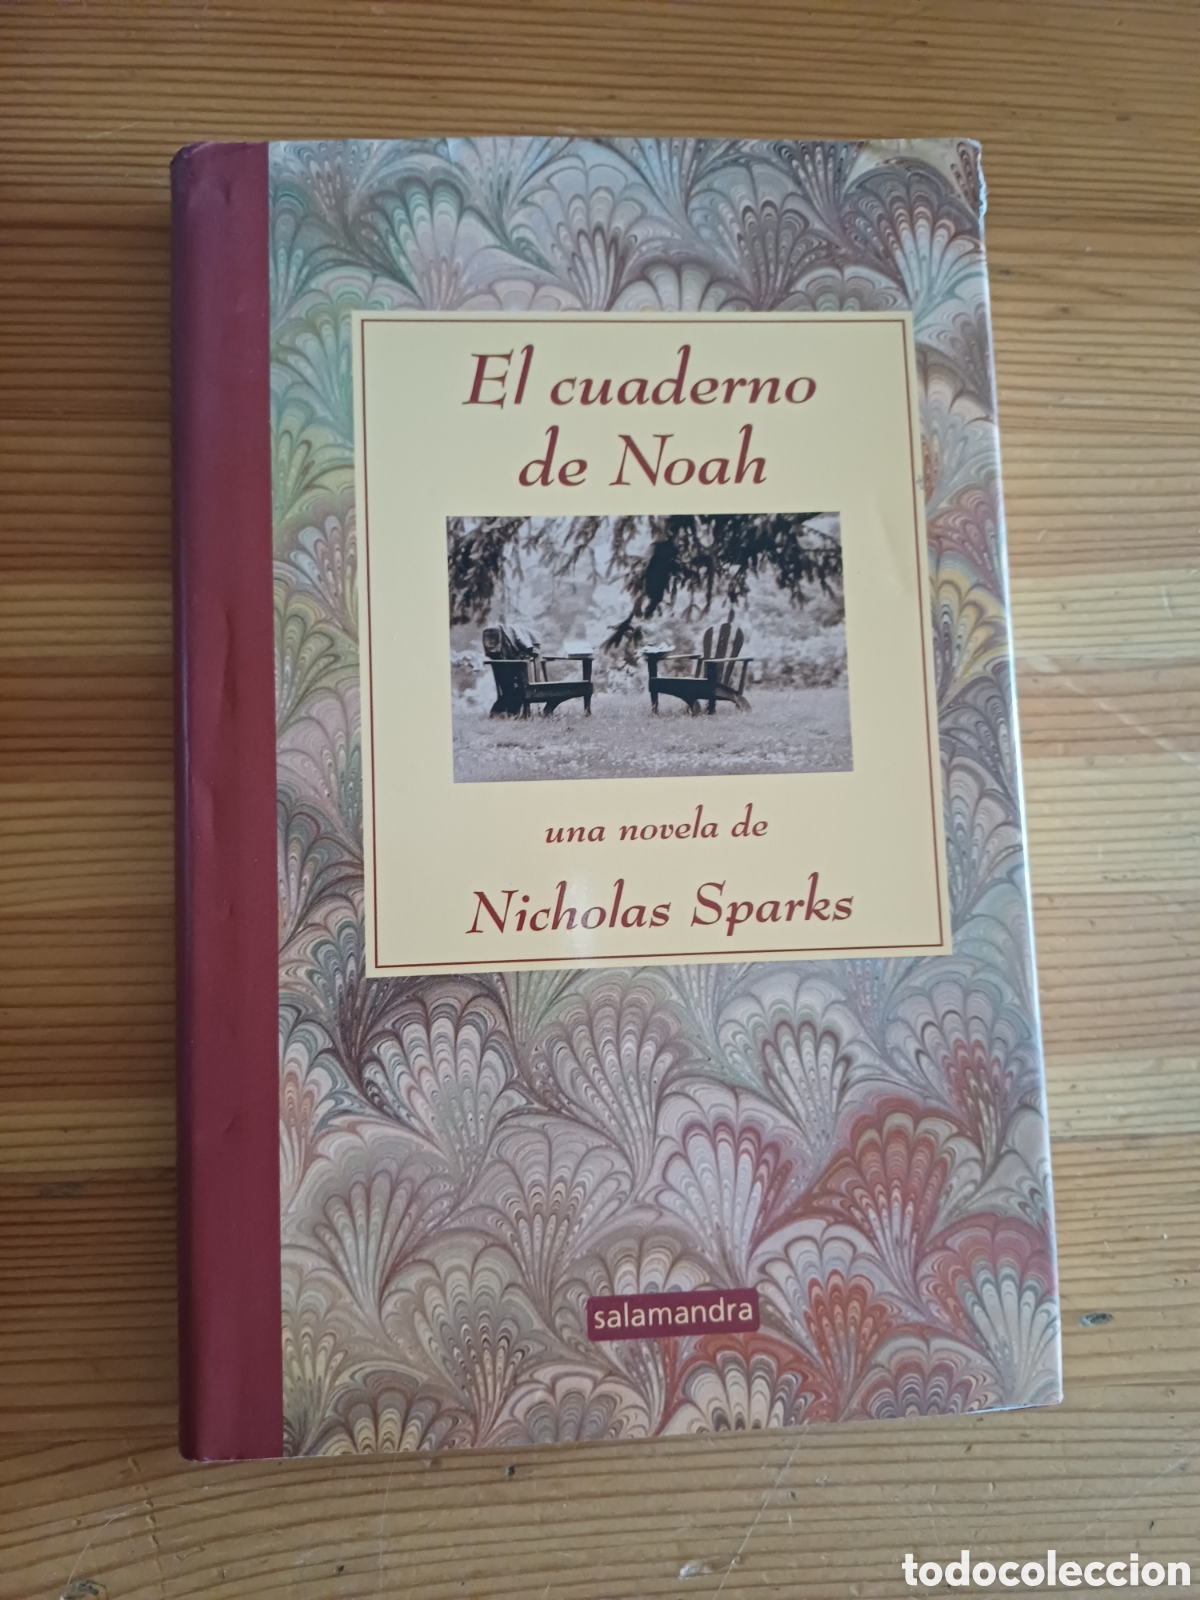 El cuaderno
de Noah
una novela de
Nicholas Sparks
salamandra
todocoleccion